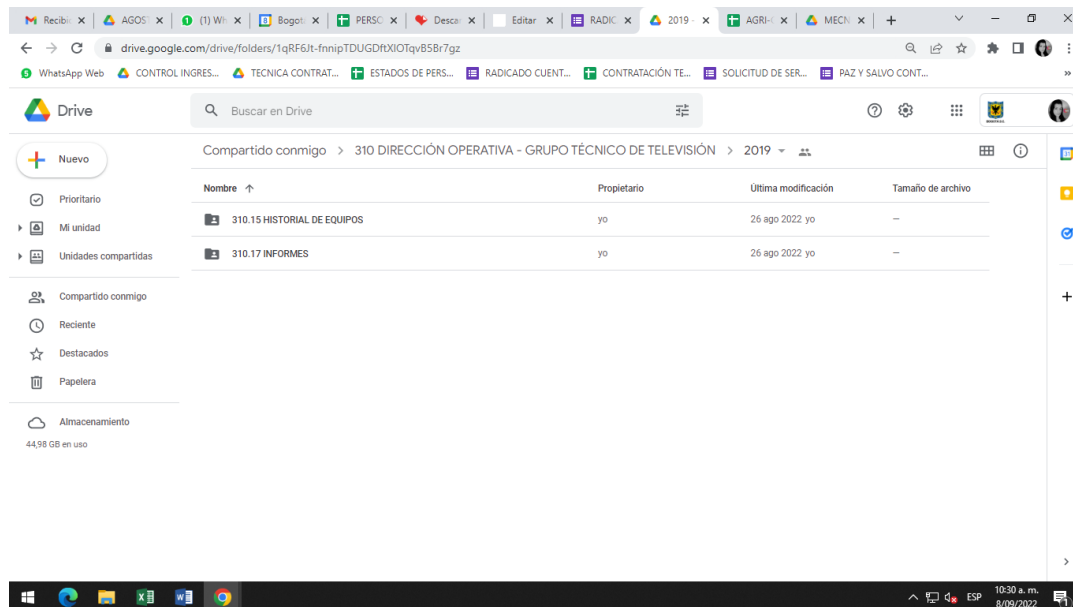 Recibic
AGOS
(1) Wh
Bogot
PERSO
Desca
Editar
RADIC
2019 -
AGRI-
MECN
drive.google.com/drive/folders/1qRF6Jt-fnnipTDUGDftXIOTqvB5Br7gz
WhatsApp Web CONTROL INGRES... TECNICA CONTRAT... ESTADOS DE PERS... RADICADO CUENT... CONTRATACIÓN TE... SOLICITUD DE SER... PAZ Y SALVO CONT... »
Drive
Buscar en Drive
Nuevo
Compartido conmigo > 310 DIRECCIÓN OPERATIVA - GRUPO TÉCNICO DE TELEVISIÓN > 2019
Nombre Propietario Última modificación Tamaño de archivo
310.15 HISTORIAL DE EQUIPOS yo 26 ago 2022 yo —
310.17 INFORMES yo 26 ago 2022 yo —
Prioritario
Mi unidad
Unidades compartidas
Compartido conmigo
Reciente
Destacados
Papelera
Almacenamiento
44,98 GB en uso
ESP
10:30 a. m.
8/09/2022
1